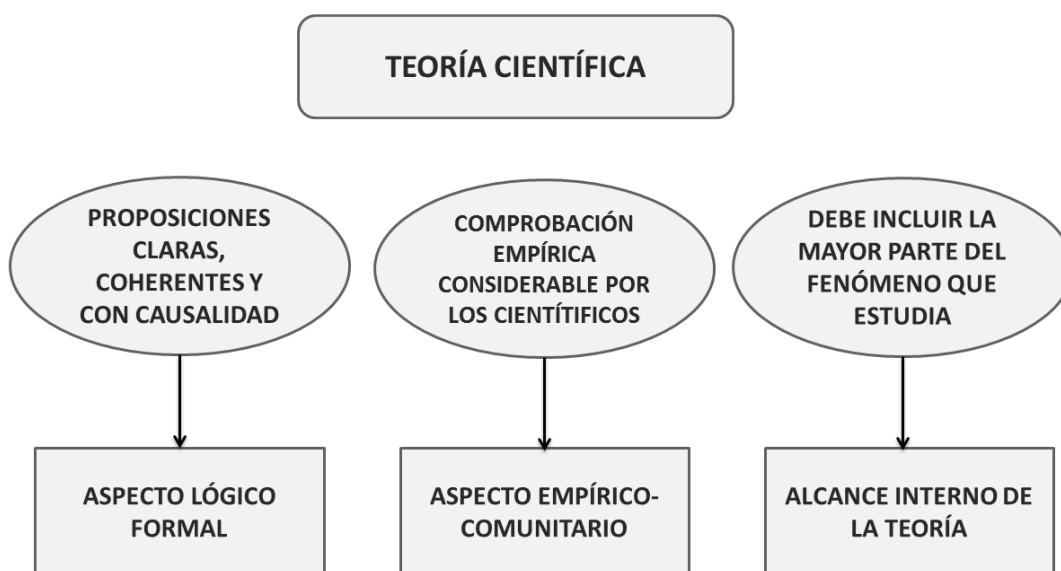 TEORÍA CIENTÍFICA
PROPOSICIONES
CLARAS,
COHERENTES Y
CON CAUSALIDAD
COMPROBACIÓN
EMPÍRICA
CONSIDERABLE POR
LOS CIENTÍTIFICOS
DEBE INCLUIR LA
MAYOR PARTE DEL
FENÓMENO QUE
ESTUDIA
ASPECTO LÓGICO
FORMAL
ASPECTO EMPÍRICO-
COMUNITARIO
ALCANCE INTERNO DE
LA TEORÍA